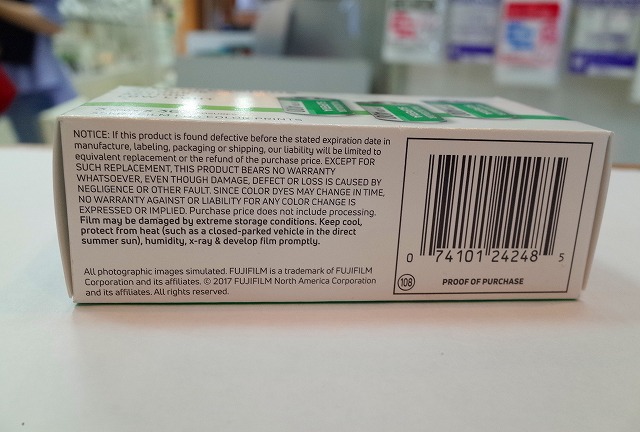 COLOR PRINTS
NOTICE: If this product is found defective before the stated expiration date in
manufacture, labeling, packaging or shipping, our liability will be limited to
equivalent replacement or the refund of the purchase price. EXCEPT FOR
SUCH REPLACEMENT, THIS PRODUCT BEARS NO WARRANTY
WHATSOEVER, EVEN THOUGH DAMAGE, DEFECT OR LOSS IS CAUSED BY
NEGLIGENCE OR OTHER FAULT. SINCE COLOR DYES MAY CHANGE IN TIME,
NO WARRANTY AGAINST OR LIABILITY FOR ANY COLOR CHANGE IS
EXPRESSED OR IMPLIED. Purchase price does not include processing.
Film may be damaged by extreme storage conditions. Keep cool,
protect from heat (such as a closed-parked vehicle in the direct
summer sun), humidity, x-ray & develop film promptly.
All photographic images simulated. FUJIFILM is a trademark of FUJIFILM
Corporation and its affiliates. © 2017 FUJIFILM North America Corporation
and its affiliates. All rights reserved.
0 74101 24248 5
108 PROOF OF PURCHASE